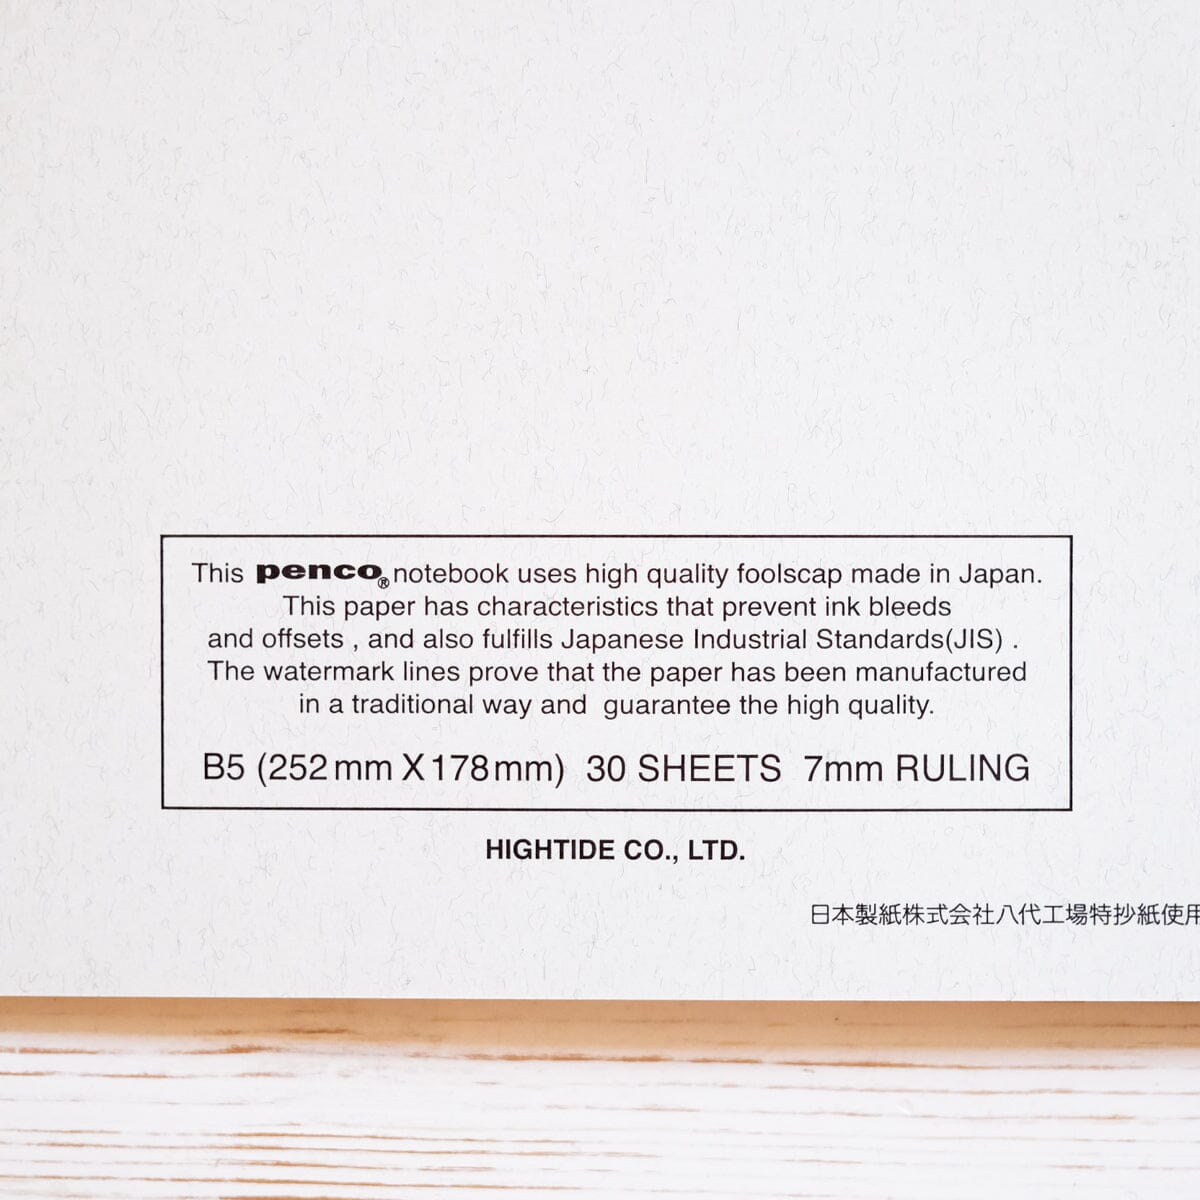 This penco® notebook uses high quality foolscap made in Japan.
This paper has characteristics that prevent ink bleeds
and offsets , and also fulfills Japanese Industrial Standards(JIS) .
The watermark lines prove that the paper has been manufactured
in a traditional way and guarantee the high quality.
B5 (252mm X 178mm) 30 SHEETS 7mm RULING
HIGHTIDE CO., LTD.
日本製紙株式会社八代工場特抄紙使用